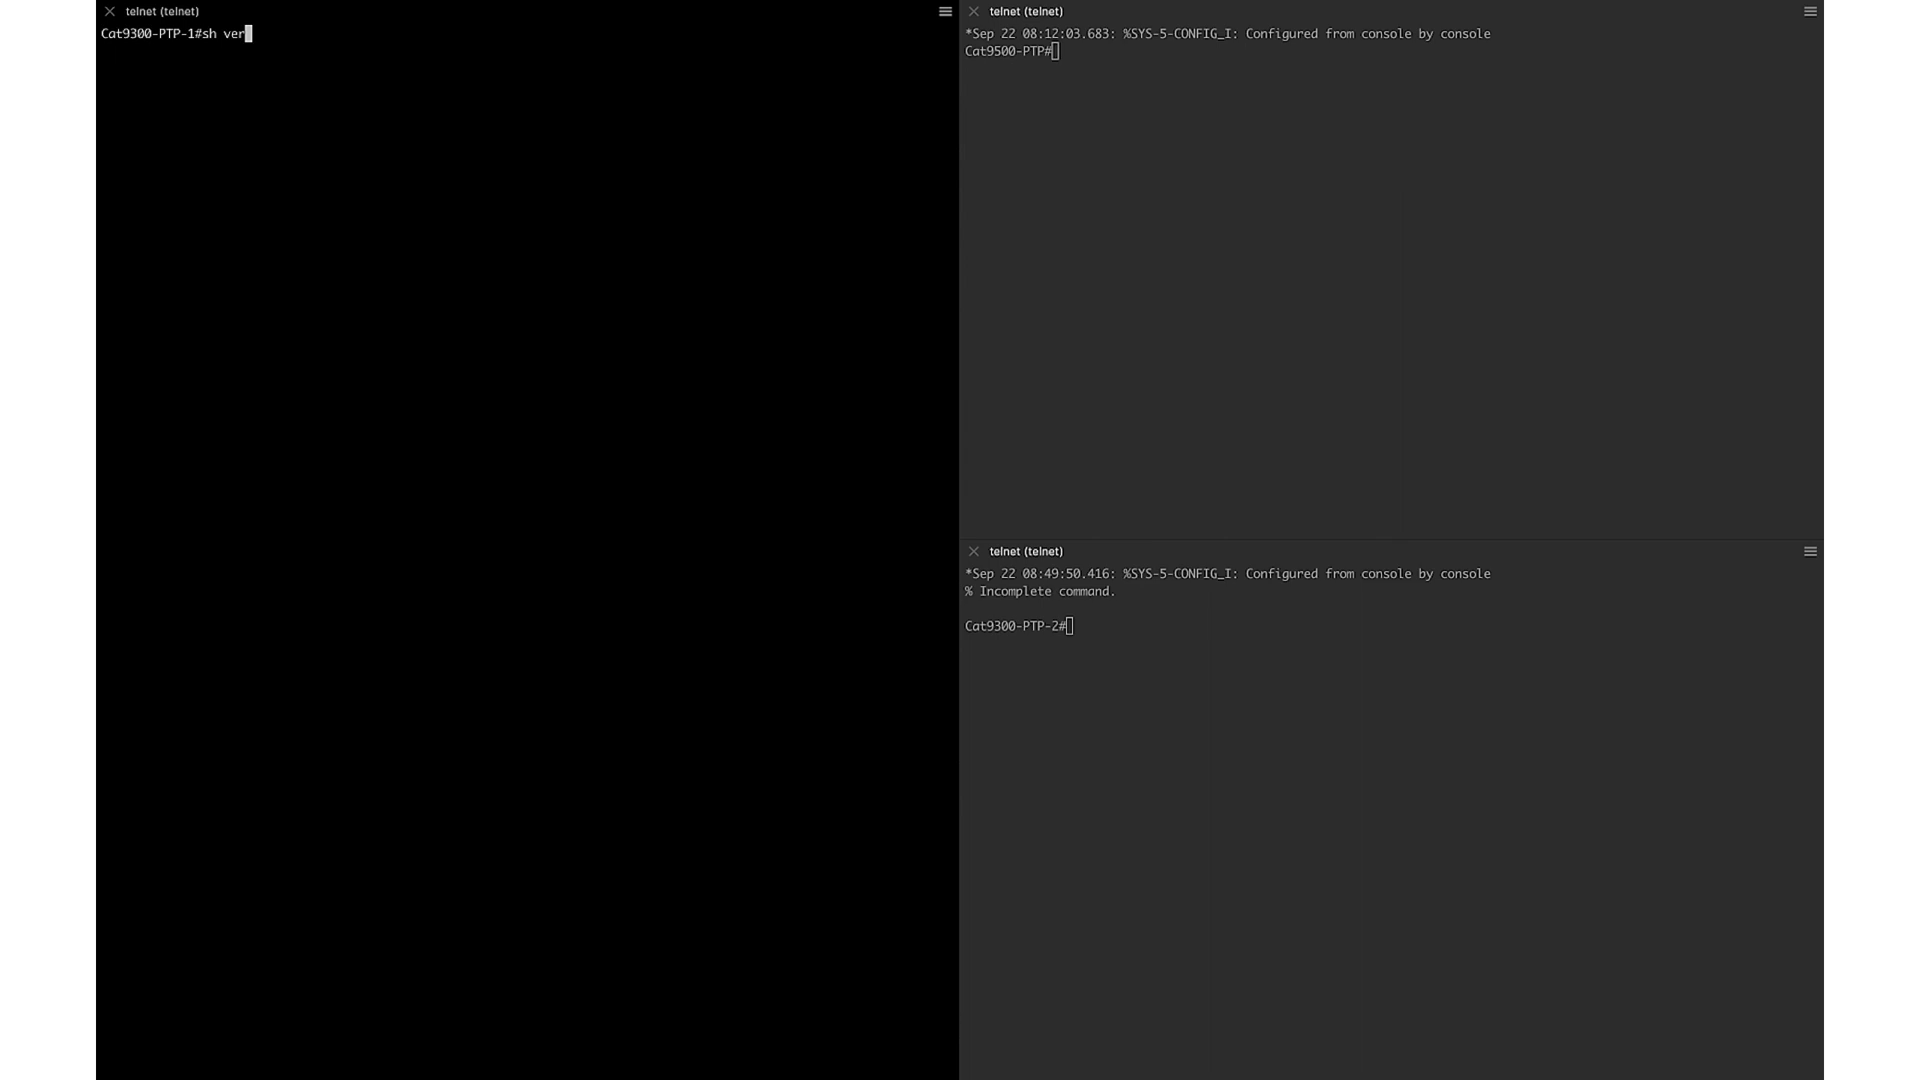 telnet (telnet)
Cat9300-PTP-1#sh ver
telnet (telnet)
*Sep 22 08:12:03.683: %SYS-5-CONFIG_I: Configured from console by console
Cat9500-PTP#
telnet (telnet)
*Sep 22 08:49:50.416: %SYS-5-CONFIG_I: Configured from console by console
% Incomplete command.
Cat9300-PTP-2#